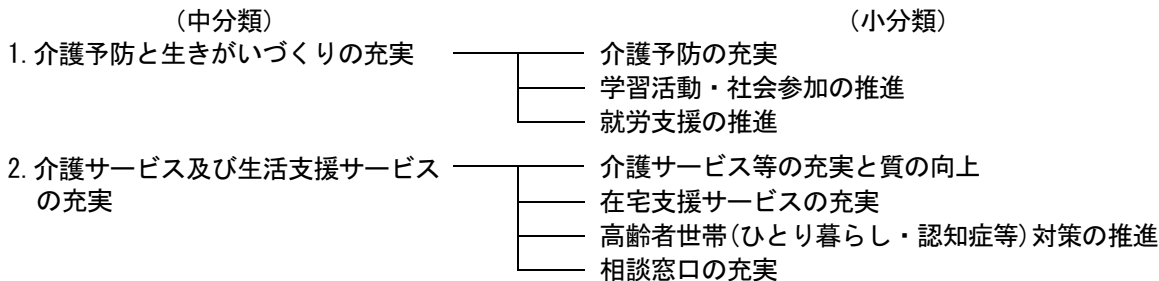 （中分類） （小分類）
1. 介護予防と生きがいづくりの充実 介護予防の充実
学習活動・社会参加の推進
就労支援の推進
2. 介護サービス及び生活支援サービス 介護サービス等の充実と質の向上
の充実 在宅支援サービスの充実
高齢者世帯(ひとり暮らし・認知症等)対策の推進
相談窓口の充実